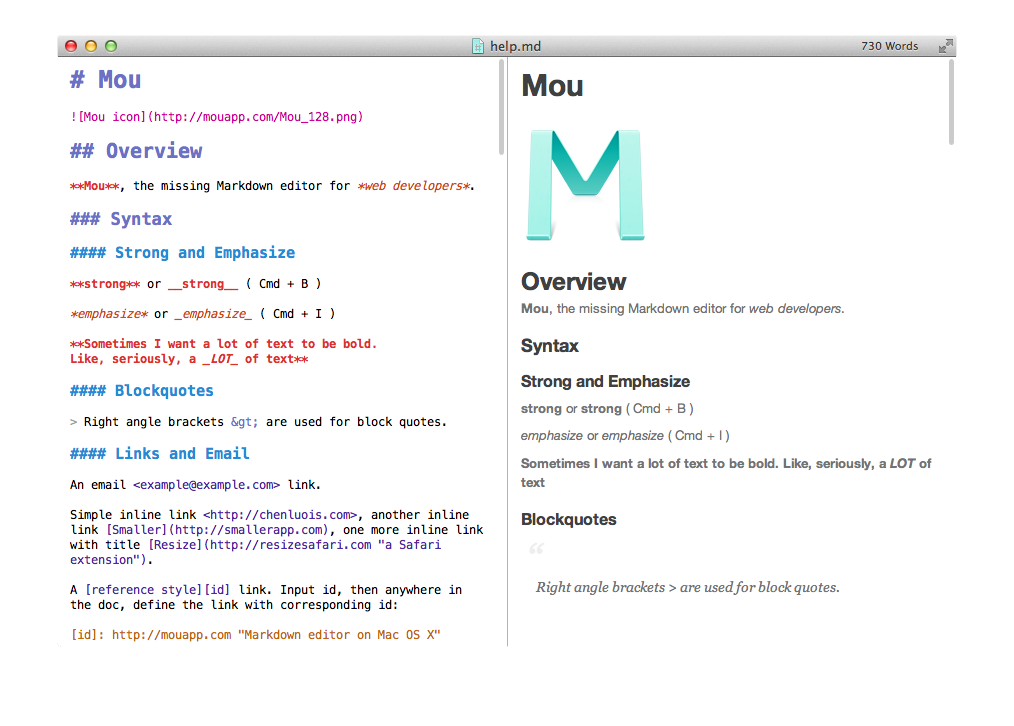 help.md
730 Words
# Mou
![Mou icon](http://mouapp.com/Mou_128.png)
## Overview
**Mou**, the missing Markdown editor for *web developers*.
### Syntax
#### Strong and Emphasize
**strong** or __strong__ ( Cmd + B )
*emphasize* or _emphasize_ ( Cmd + I )
**Sometimes I want a lot of text to be bold.
Like, seriously, a _LOT_ of text**
#### Blockquotes
> Right angle brackets &gt; are used for block quotes.
#### Links and Email
An email <example@example.com> link.
Simple inline link <http://chenluois.com>, another inline
link [Smaller](http://smallerapp.com), one more inline link
with title [Resize](http://resizesafari.com "a Safari
extension").
A [reference style][id] link. Input id, then anywhere in
the doc, define the link with corresponding id:
[id]: http://mouapp.com "Markdown editor on Mac OS X"
Mou
M
Overview
Mou, the missing Markdown editor for web developers.
Syntax
Strong and Emphasize
strong or strong ( Cmd + B )
emphasize or emphasize ( Cmd + I )
Sometimes I want a lot of text to be bold. Like, seriously, a LOT of
text
Blockquotes
“
Right angle brackets > are used for block quotes.